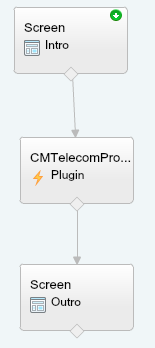 Screen
Intro
CMTelecomPro...
Plugin
Screen
Outro